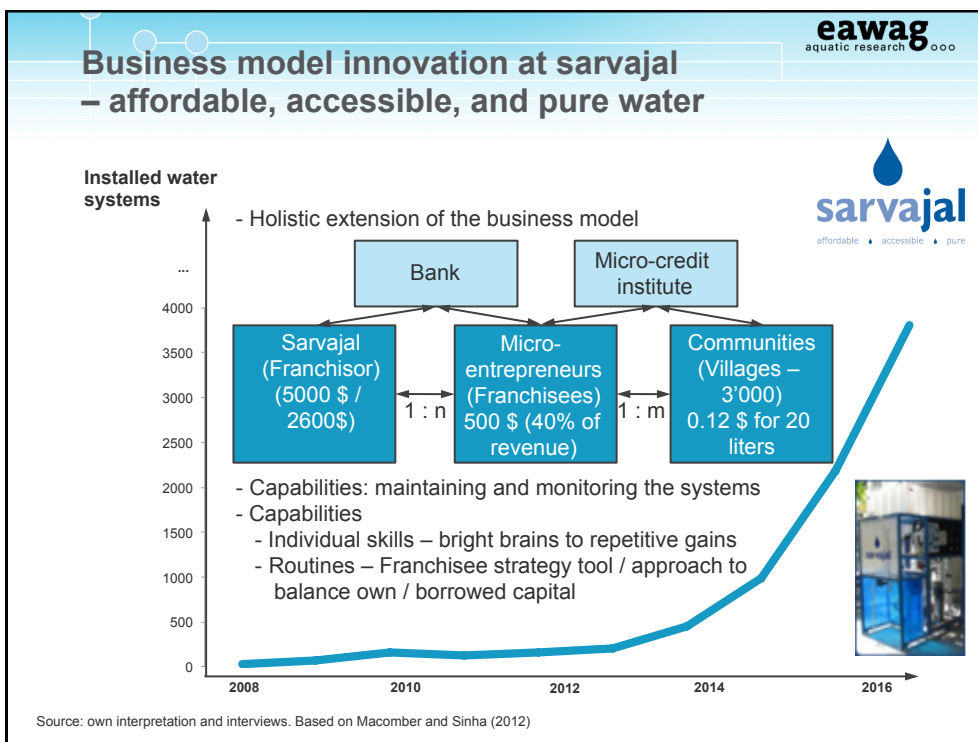 eawag
aquatic research ooo
Business model innovation at sarvajal
– affordable, accessible, and pure water
Installed water
systems
sarvajal
affordable accessible pure
- Holistic extension of the business model
Bank
Micro-credit
institute
Sarvajal
(Franchisor)
(5000 $ /
2600$)
1 : n
Micro-
entrepreneurs
(Franchisees)
500 $ (40% of
revenue)
1 : m
Communities
(Villages –
3’000)
0.12 $ for 20
liters
- Capabilities: maintaining and monitoring the systems
- Capabilities
- Individual skills – bright brains to repetitive gains
- Routines – Franchisee strategy tool / approach to
balance own / borrowed capital
...
4000
3500
3000
2500
2000
1500
1000
500
0
2008
2010
2012
2014
2016
sarvajal
Source: own interpretation and interviews. Based on Macomber and Sinha (2012)